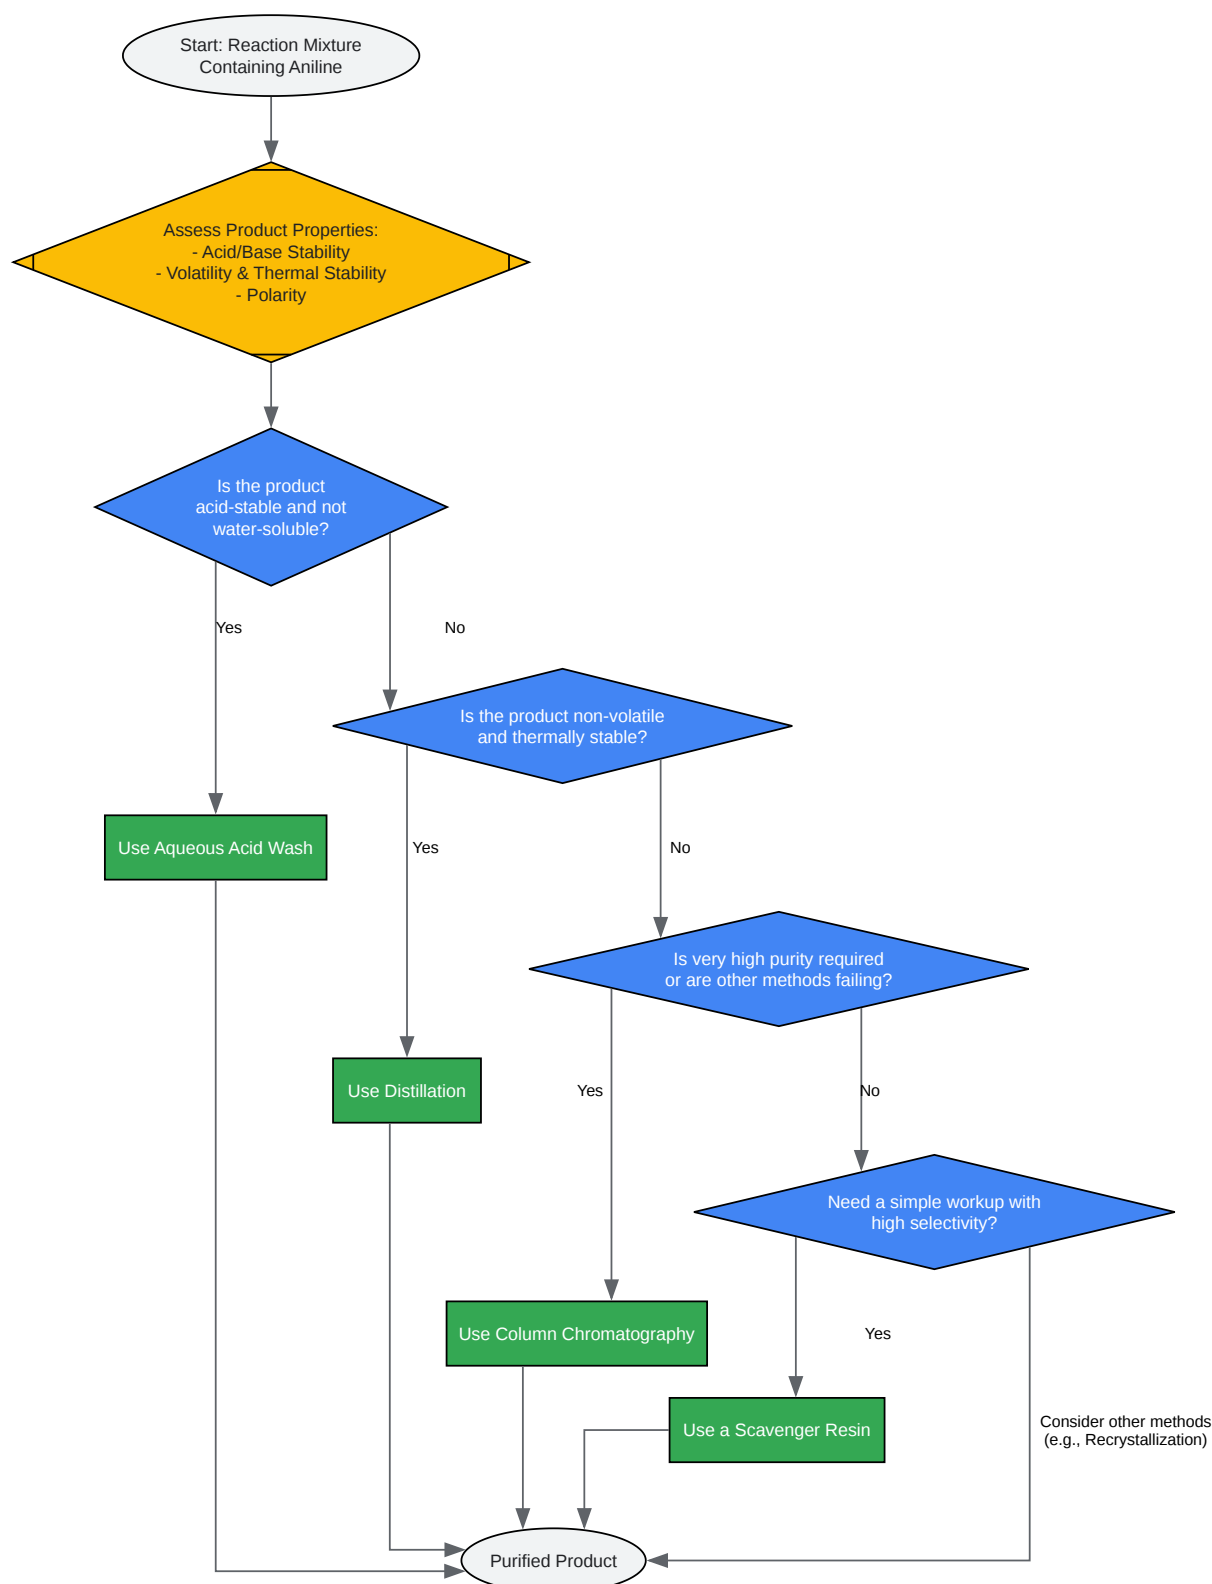 Start: Reaction Mixture
Containing Aniline
Assess Product Properties:
- Acid/Base Stability
- Volatility & Thermal Stability
- Polarity
Is the product
acid-stable and not
water-soluble?
Yes
No
Is the product non-volatile
and thermally stable?
Use Aqueous Acid Wash
Yes
No
Is very high purity required
or are other methods failing?
Use Distillation
Yes
No
Need a simple workup with
high selectivity?
Use Column Chromatography
Yes
Use a Scavenger Resin
Consider other methods
(e.g., Recrystallization)
Purified Product